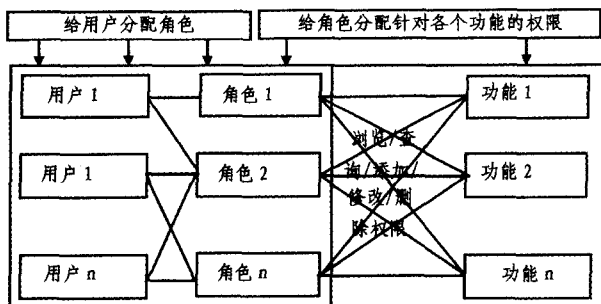 给用户分配角色
给角色分配针对各个功能的权限
用户 1
角色 1
功能 1
浏览/查
用户 1
角色 2
询/添加/
功能 2
修改/删
除权限
用户 n
角色 n
功能 n